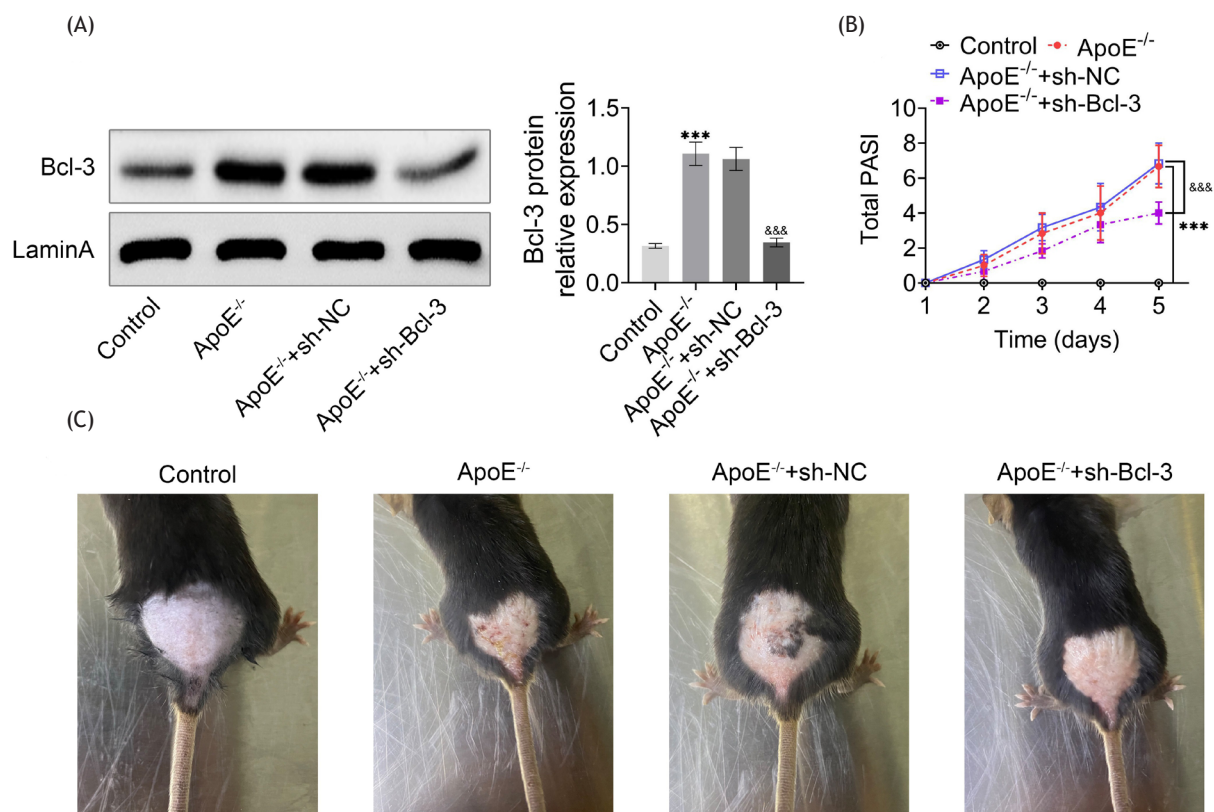 (A)
Bcl-3
LaminA
Control
ApoE⁻/⁻
ApoE⁻/⁻+sh-NC
ApoE⁻/⁻+sh-Bcl-3
Bcl-3 protein
relative expression
1.5
1.0
0.5
0.0
***
&&&
Control
ApoE⁻/⁻
ApoE⁻/⁻+sh-NC
ApoE⁻/⁻+sh-Bcl-3
(B)
Control ApoE⁻/⁻
ApoE⁻/⁻+sh-NC
ApoE⁻/⁻+sh-Bcl-3
Total PASI
10
8
6
4
2
0
1 2 3 4 5
Time (days)
&&&
***
(C)
Control ApoE⁻/⁻ ApoE⁻/⁻+sh-NC ApoE⁻/⁻+sh-Bcl-3